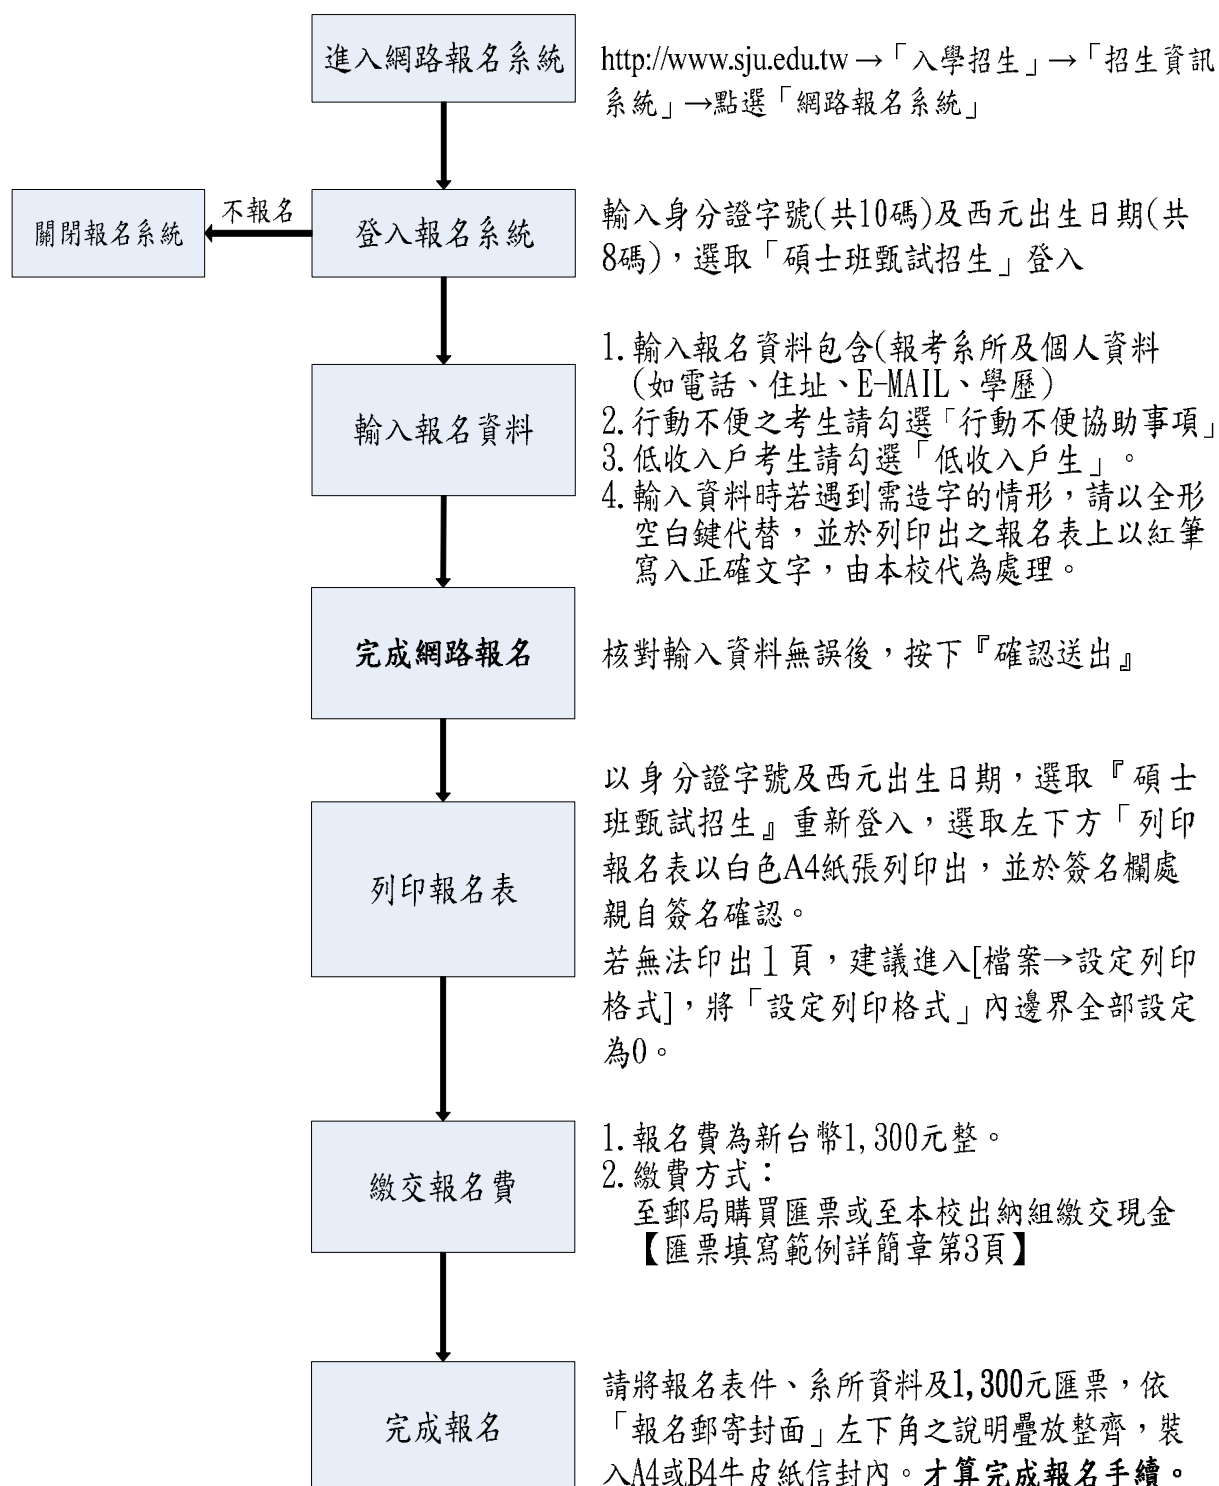 進入網路報名系統
http://www.sju.edu.tw→「入學招生」→「招生資訊
系統」→點選「網路報名系統」
關閉報名系統
不報名
登入報名系統
輸入身分證字號(共10碼)及西元出生日期(共
8碼)，選取「碩士班甄試招生」登入
輸入報名資料
1.輸入報名資料包含(報考系所及個人資料
(如電話、住址、E-MAIL、學歷)
2.行動不便之考生請勾選「行動不便協助事項」
3.低收入戶考生請勾選「低收入戶生」。
4.輸入資料時若遇到需造字的情形，請以全形
空白鍵代替，並於列印出之報名表上以紅筆
寫入正確文字，由本校代為處理。
完成網路報名
核對輸入資料無誤後，按下『確認送出』
列印報名表
以身分證字號及西元出生日期，選取『碩士
班甄試招生』重新登入，選取左下方「列印
報名表以白色A4紙張列印出，並於簽名欄處
親自簽名確認。
若無法印出1頁，建議進入[檔案→設定列印
格式]，將「設定列印格式」內邊界全部設定
為0。
繳交報名費
1.報名費為新台幣1,300元整。
2.繳費方式：
至郵局購買匯票或至本校出納組繳交現金
【匯票填寫範例詳簡章第3頁】
完成報名
請將報名表件、系所資料及1,300元匯票，依
「報名郵寄封面」左下角之說明疊放整齊，裝
入A4或B4牛皮紙信封內。才算完成報名手續。